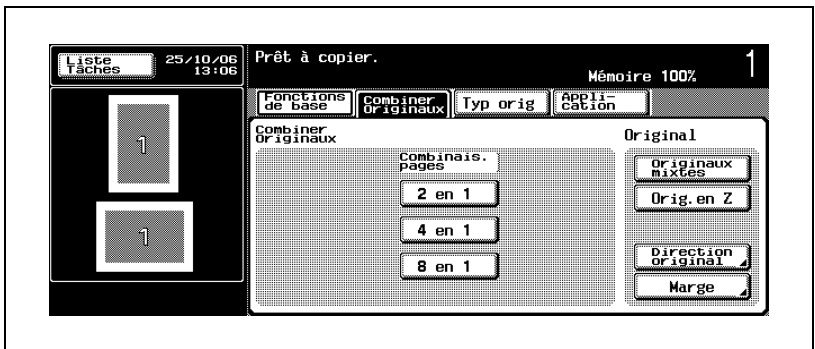 Liste
Tâches
25/10/06
13:06
Prêt à copier.
Mémoire 100%
1
Fonctions
de base
Combiner
Originaux
Typ orig
Appli-
cation
1
1
Combiner
Originaux
Combinais.
pages
2 en 1
4 en 1
8 en 1
Original
Originaux
mixtes
Orig.en Z
Direction
original
Marge